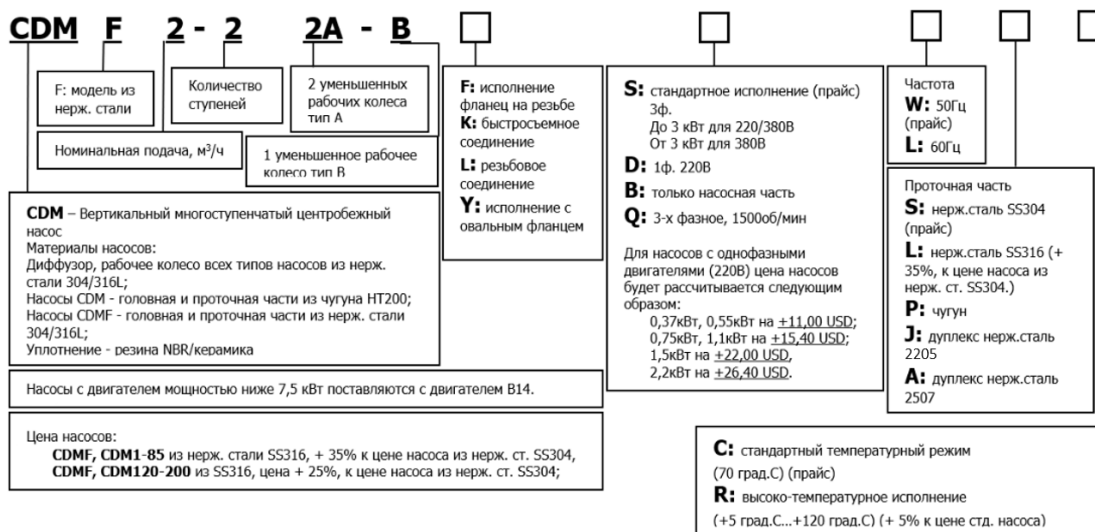 CDM F 2 - 2 2A - B
F: модель из
нерж. стали
Количество
ступеней
2 уменьшенных
рабочих колеса
тип А
Номинальная подача, м³/ч
1 уменьшенное рабочее
колесо тип В
CDM – Вертикальный многоступенчатый центробежный
насос
Материалы насосов:
Диффузор, рабочее колесо всех типов насосов из нерж.
стали 304/316L;
Насосы CDM - головная и проточная части из чугуна HT200;
Насосы CDMF - головная и проточная части из нерж. стали
304/316L;
Уплотнение - резина NBR/керамика
Насосы с двигателем мощностью ниже 7,5 кВт поставляются с двигателем В14.
Цена насосов:
CDMF, CDM1-85 из нерж. стали SS316, + 35% к цене насоса из нерж. ст. SS304,
CDMF, CDM120-200 из SS316, цена + 25%, к цене насоса из нерж. ст. SS304;
F: исполнение
фланец на резьбе
K: быстросъемное
соединение
L: резьбовое
соединение
Y: исполнение с
овальным фланцем
S: стандартное исполнение (прайс)
3ф.
До 3 кВт для 220/380В
От 3 кВт для 380В
D: 1ф. 220В
B: только насосная часть
Q: 3-х фазное, 1500об/мин
Для насосов с однофазными
двигателями (220В) цена насосов
будет рассчитывается следующим
образом:
0,37кВт, 0,55кВт на +11,00 USD;
0,75кВт, 1,1кВт на +15,40 USD;
1,5кВт на +22,00 USD,
2,2кВт на +26,40 USD.
Частота
W: 50Гц
(прайс)
L: 60Гц
Проточная часть
S: нерж.сталь SS304
(прайс)
L: нерж.сталь SS316 (+
35%, к цене насоса из
нерж. ст. SS304.)
P: чугун
J: дуплекс нерж.сталь
2205
A: дуплекс нерж.сталь
2507
C: стандартный температурный режим
(70 град.С) (прайс)
R: высоко-температурное исполнение
(+5 град.С...+120 град.С) (+ 5% к цене стд. насоса)